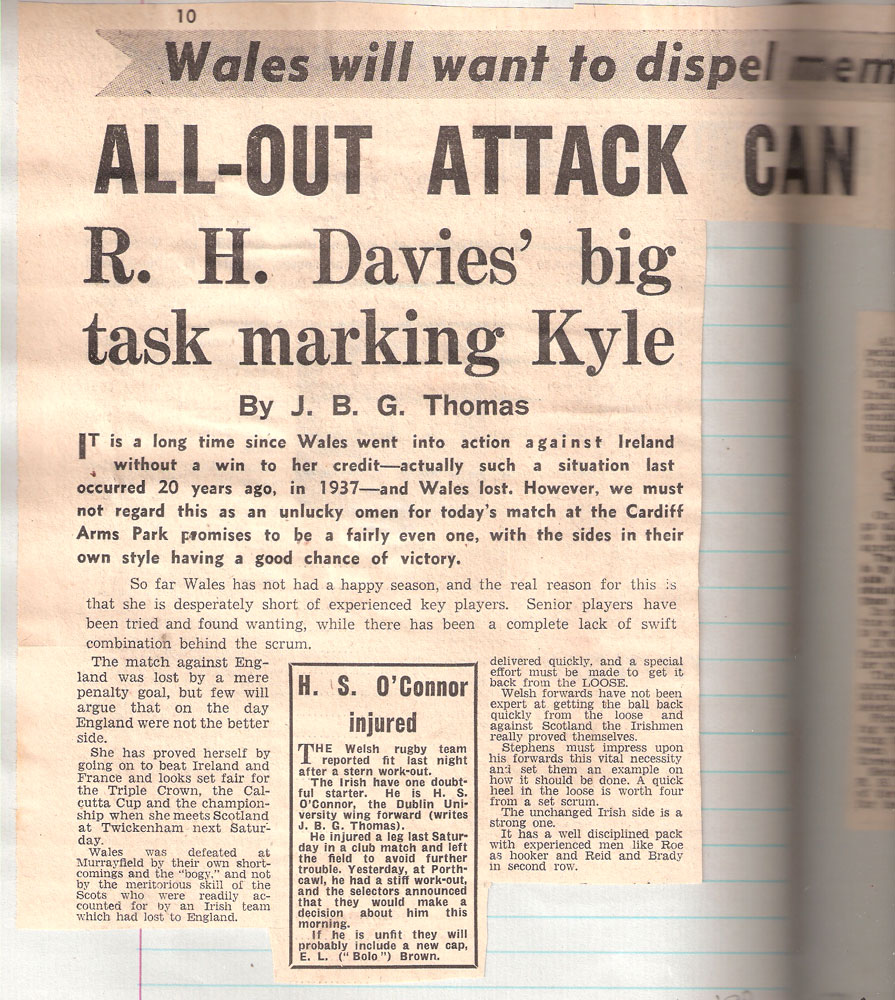 10
Wales will want to dispel
ALL-OUT ATTACK CAN
R. H. Davies' big
task marking Kyle
By J. B. G. Thomas
IT is a long time since Wales went into action against Ireland
without a win to her credit—actually such a situation last
occurred 20 years ago, in 1937—and Wales lost. However, we must
not regard this as an unlucky omen for today's match at the Cardiff
Arms Park promises to be a fairly even one, with the sides in their
own style having a good chance of victory.
So far Wales has not had a happy season, and the real reason for this is
that she is desperately short of experienced key players. Senior players have
been tried and found wanting, while there has been a complete lack of swift
combination behind the scrum.
The match against Eng-
land was lost by a mere
penalty goal, but few will
argue that on the day
England were not the better
side.
She has proved herself by
going on to beat Ireland and
France and looks set fair for
the Triple Crown, the Cal-
cutta Cup and the champion-
ship when she meets Scotland
at Twickenham next Satur-
day.
Wales was defeated at
Murrayfield by their own short-
comings and the "bogy," and not
by the meritorious skill of the
Scots who were readily ac-
counted for by an Irish team
which had lost to England.
H. S. O'Connor
injured
THE Welsh rugby team
reported fit last night
after a stern work-out.
The Irish have one doubt-
ful starter. He is H. S.
O'Connor, the Dublin Uni-
versity wing forward (writes
J. B. G. Thomas).
He injured a leg last Satur-
day in a club match and left
the field to avoid further
trouble. Yesterday, at Porth-
cawl, he had a stiff work-out,
and the selectors announced
that they would make a
decision about him this
morning.
If he is unfit they will
probably include a new cap,
E. L. ("Bolo") Brown.
delivered quickly, and a special
effort must be made to get it
back from the LOOSE.
Welsh forwards have not been
expert at getting the ball back
quickly from the loose and
against Scotland the Irishmen
really proved themselves.
Stephens must impress upon
his forwards this vital necessity
and set them an example on
how it should be done. A quick
heel in the loose is worth four
from a set scrum.
The unchanged Irish side is a
strong one.
It has a well disciplined pack
with experienced men like Roe
as hooker and Reid and Brady
in second row.